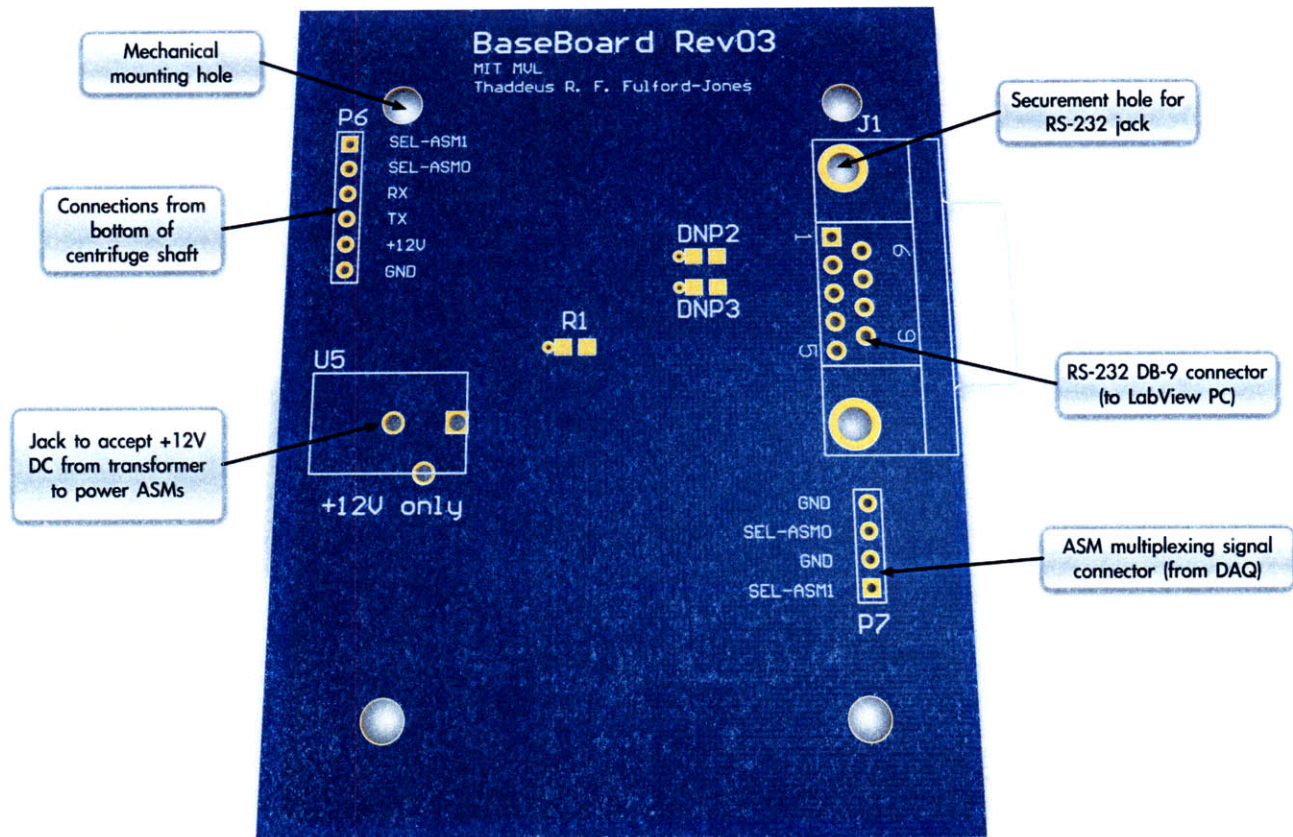 BaseBoard Rev03
MIT MVL
Thaddeus R. F. Fulford-Jones
Mechanical
mounting hole
P6
SEL-ASM1
SEL-ASM0
RX
TX
+12V
GND
Connections from
bottom of
centrifuge shaft
Securement hole for
RS-232 jack
J1
1
6
5
9
DNP2
DNP3
R1
RS-232 DB-9 connector
(to LabView PC)
U5
+12V only
Jack to accept +12V
DC from transformer
to power ASMs
GND
SEL-ASM0
GND
SEL-ASM1
P7
ASM multiplexing signal
connector (from DAQ)